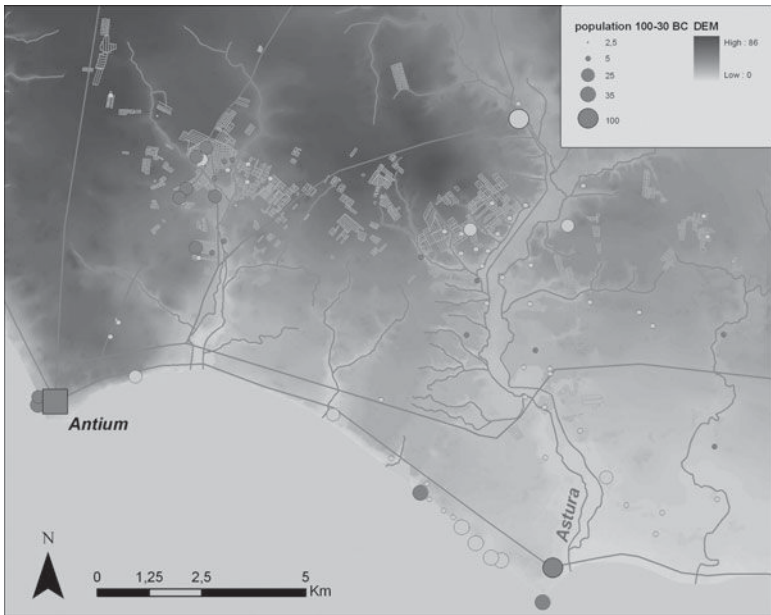 population 100-30 BC DEM
2,5 High : 86
5
25 Low : 0
35
100
Antium
Astura
N
0 1,25 2,5 5
Km